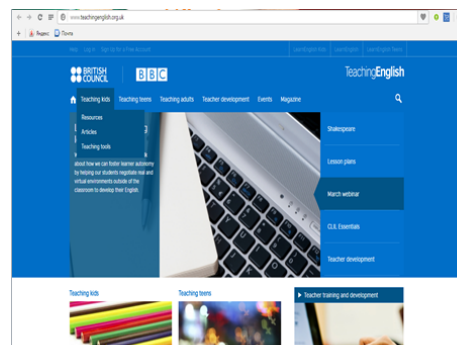 www.teachingenglish.org.uk
Яндекс Почта
Help Log in Sign Up for a Free Account LearnEnglish Kids LearnEnglish LearnEnglish Teens
BRITISH COUNCIL BBC
TeachingEnglish
Teaching kids Teaching teens Teaching adults Teacher development Events Magazine
Resources
Articles
Teaching tools
about how we can foster learner autonomy
by helping our students negotiate real and
virtual environments outside of the
classroom to develop their English.
Shakespeare
Lesson plans
March webinar
CLIL Essentials
Teacher development
Teaching kids Teaching teens Teacher training and development